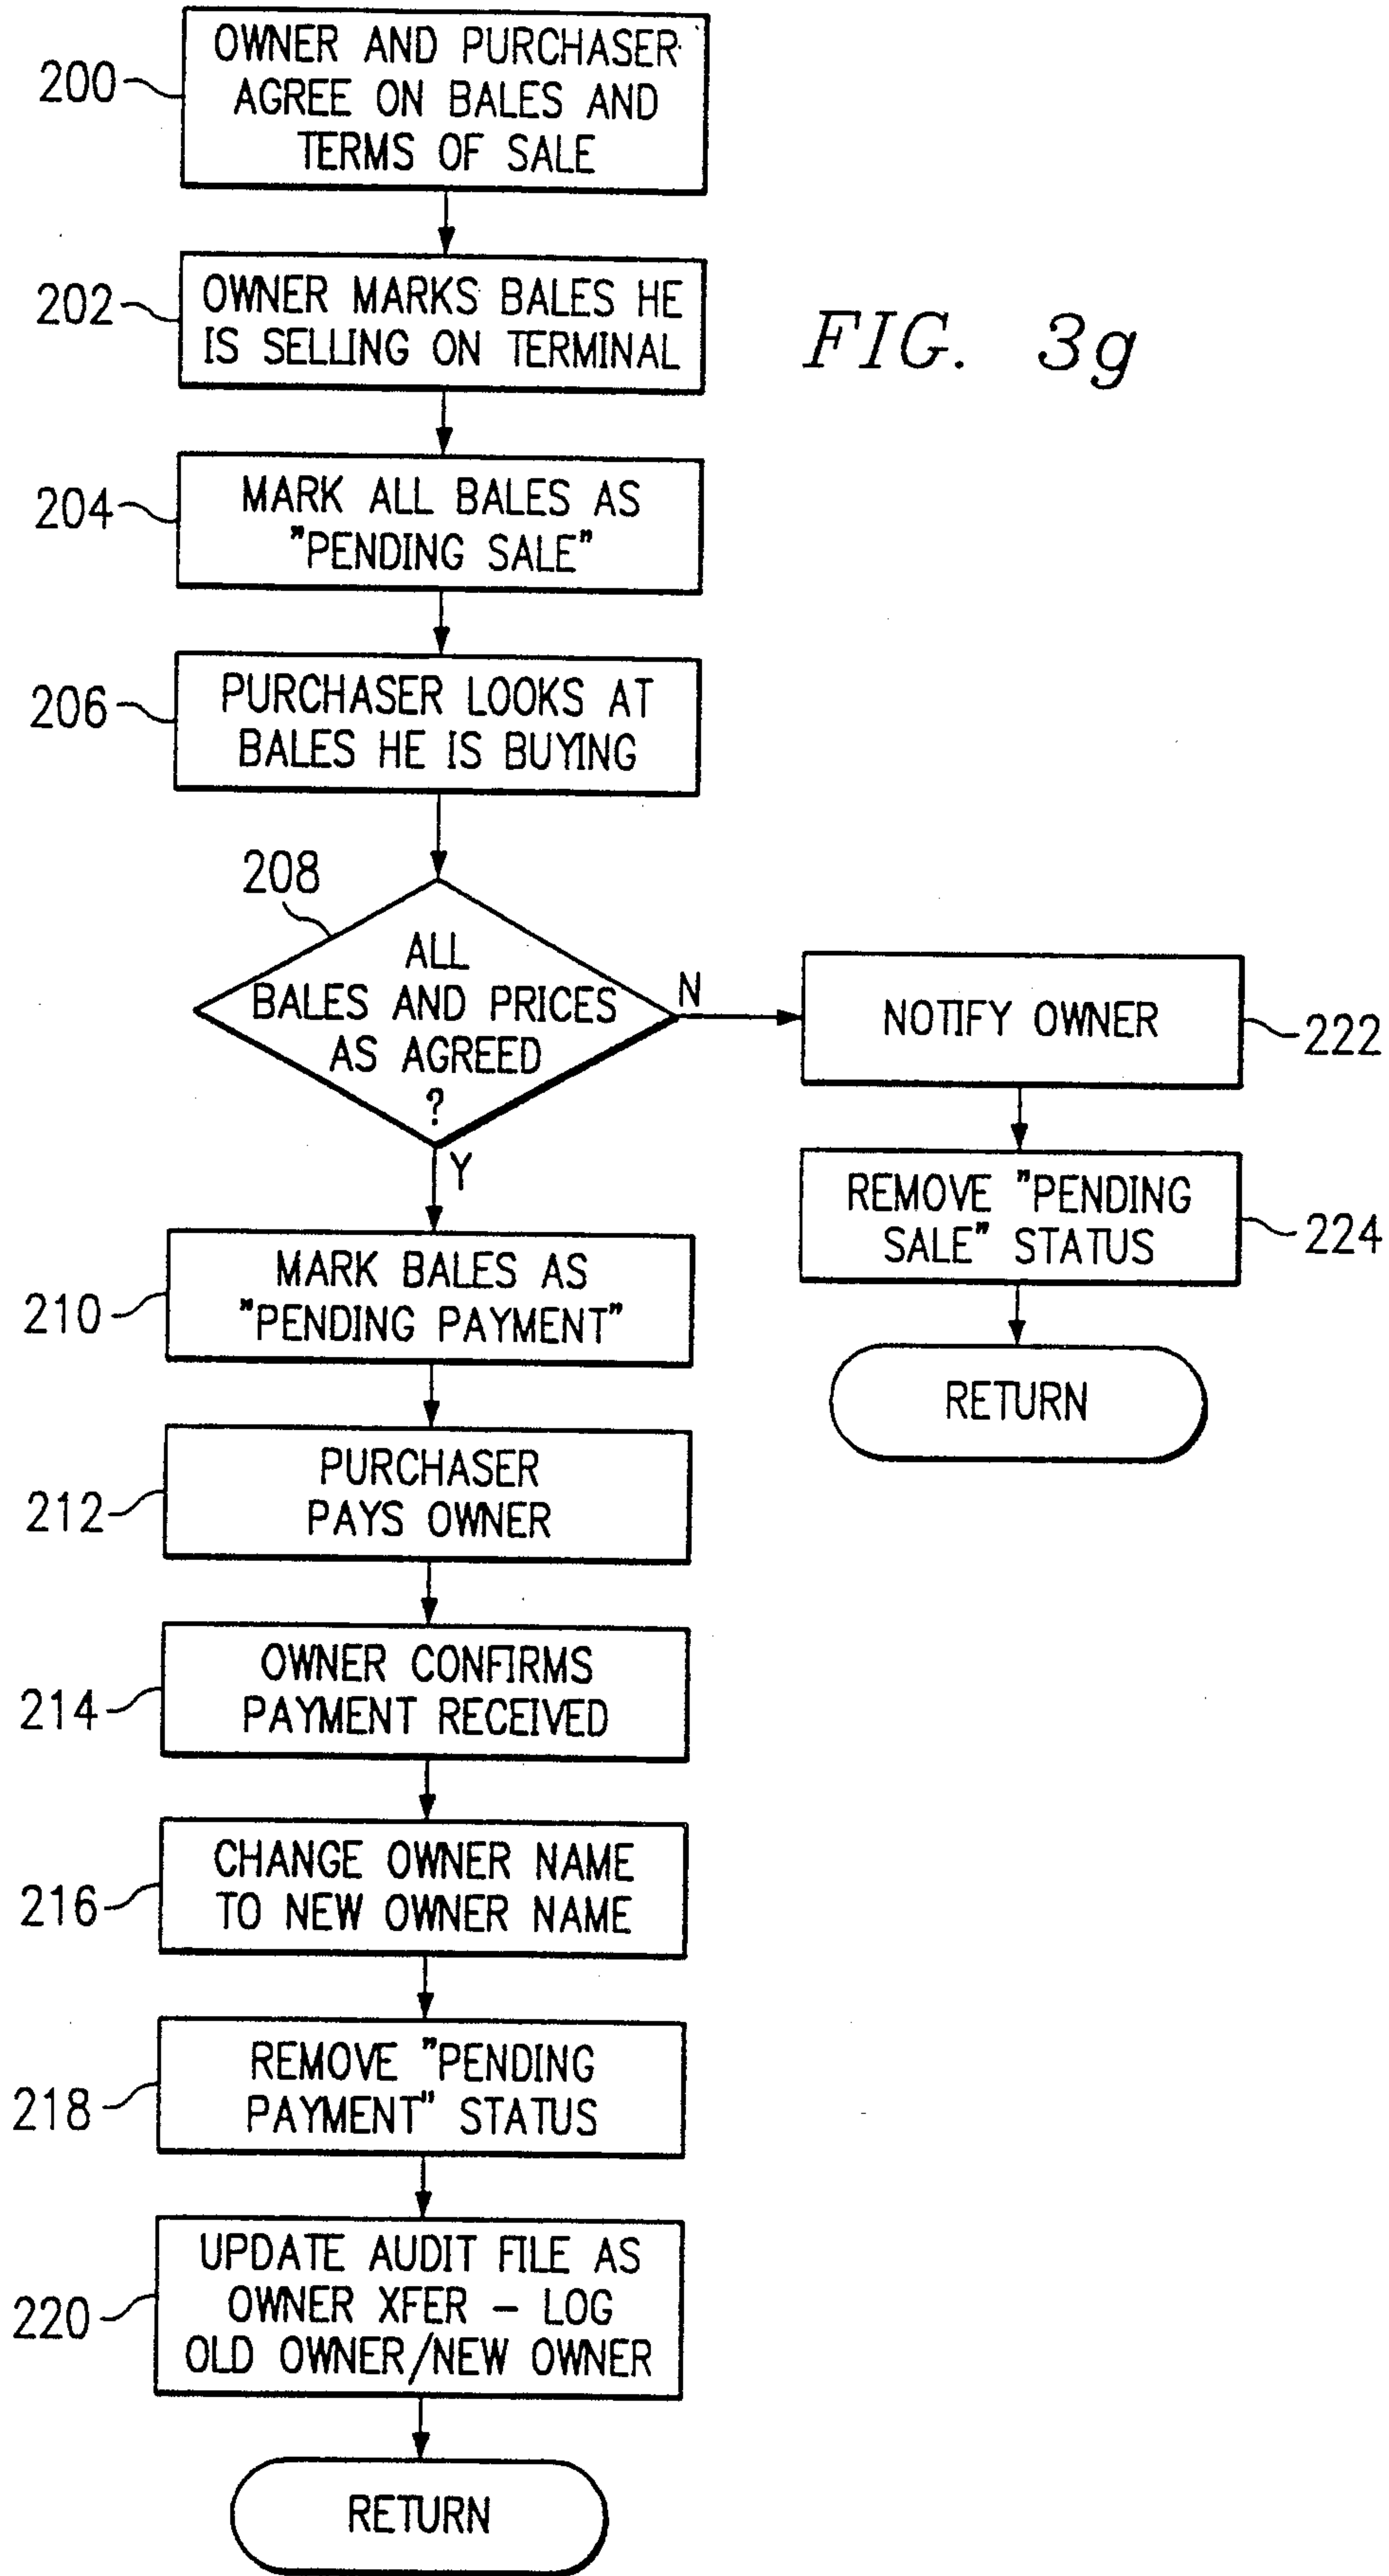 200
OWNER AND PURCHASER
AGREE ON BALES AND
TERMS OF SALE
202
OWNER MARKS BALES HE
IS SELLING ON TERMINAL
FIG. 3g
204
MARK ALL BALES AS
"PENDING SALE"
206
PURCHASER LOOKS AT
BALES HE IS BUYING
208
ALL
BALES AND PRICES
AS AGREED
?
N
NOTIFY OWNER
222
Y
REMOVE "PENDING
SALE" STATUS
224
RETURN
210
MARK BALES AS
"PENDING PAYMENT"
212
PURCHASER
PAYS OWNER
214
OWNER CONFIRMS
PAYMENT RECEIVED
216
CHANGE OWNER NAME
TO NEW OWNER NAME
218
REMOVE "PENDING
PAYMENT" STATUS
220
UPDATE AUDIT FILE AS
OWNER XFER – LOG
OLD OWNER/NEW OWNER
RETURN